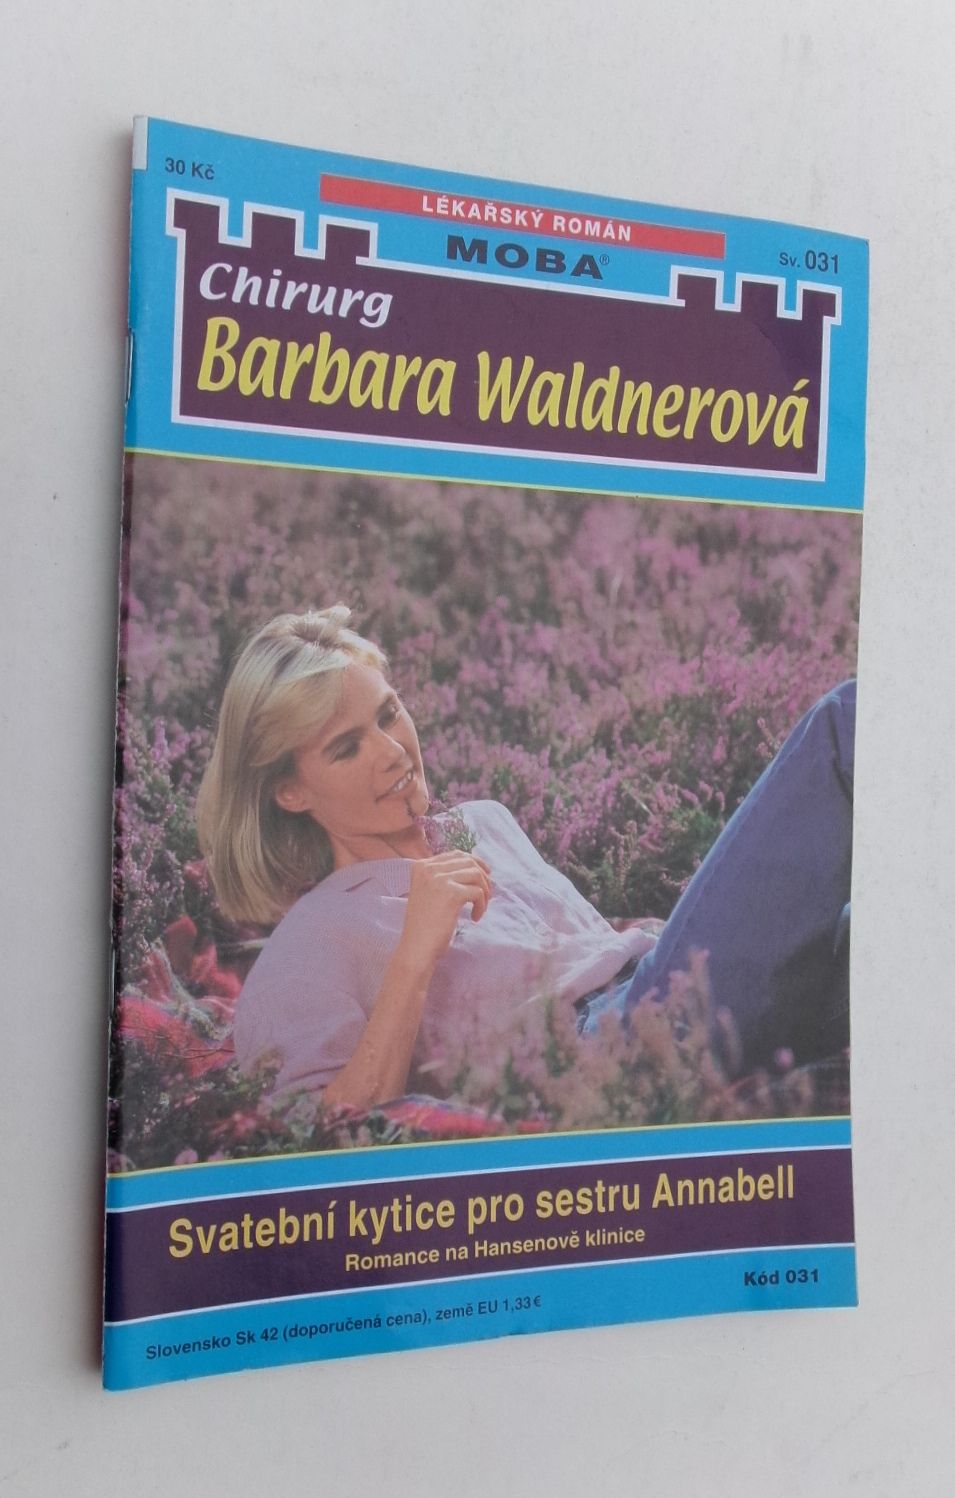 30 Kč
LÉKAŘSKÝ ROMÁN
MOBA®
Sv. 031
Chirurg
Barbara Waldnerová
Svatební kytice pro sestru Annabell
Romance na Hansenově klinice
Kód 031
Slovensko Sk 42 (doporučená cena), země EU 1,33 €